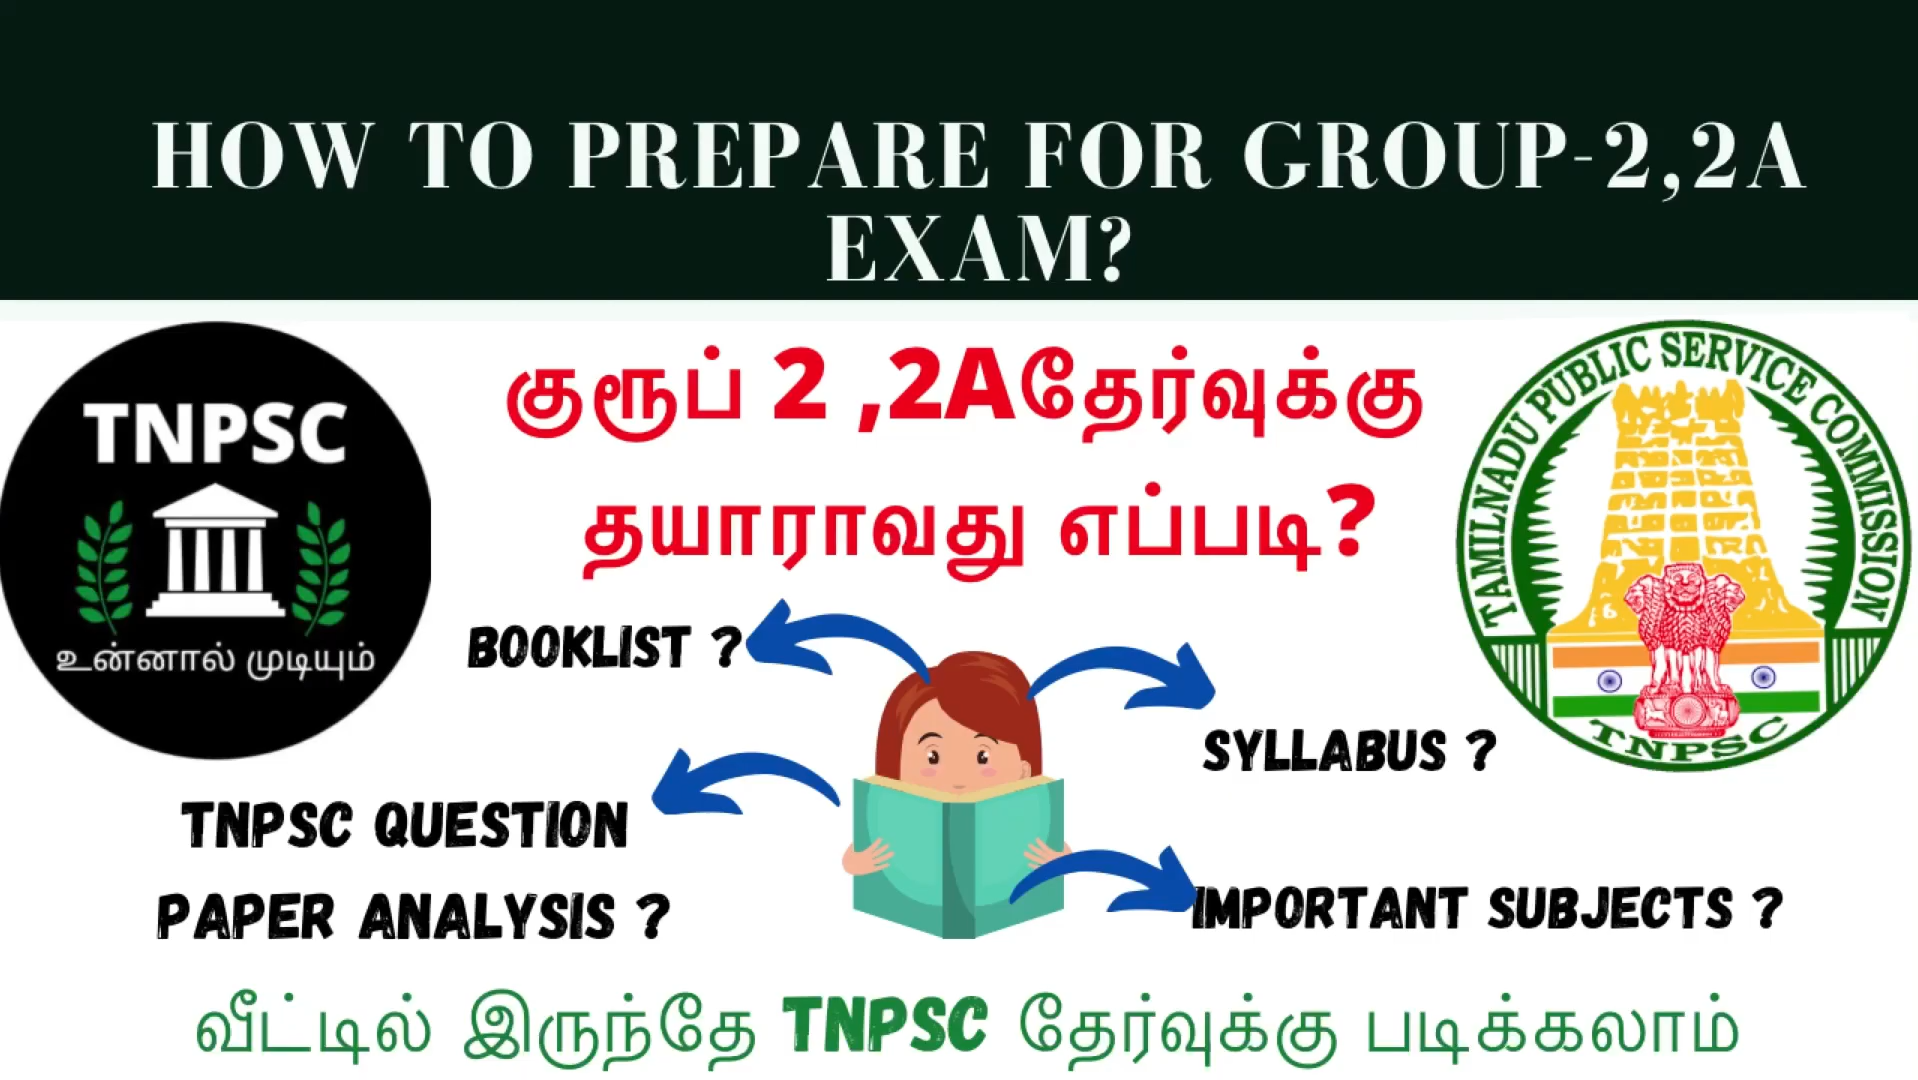 HOW TO PREPARE FOR GROUP-2,2A
EXAM?
TNPSC
உன்னால் முடியும்
குரூப் 2 ,2Aதேர்வுக்கு
தயாராவது எப்படி?
TAMILNADU PUBLIC SERVICE COMMISSION
TNPSC
BOOKLIST ?
SYLLABUS ?
TNPSC QUESTION
PAPER ANALYSIS ?
IMPORTANT SUBJECTS ?
வீட்டில் இருந்தே TNPSC தேர்வுக்கு படிக்கலாம்